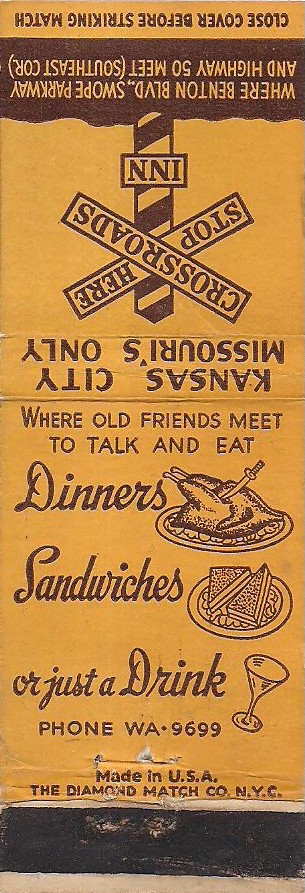 KANSAS CITY
MISSOURI'S ONLY
CROSSROADS
STOP HERE
INN
WHERE BENTON BLVD., SWOPE PARKWAY
AND HIGHWAY 50 MEET (SOUTHEAST COR.)
CLOSE COVER BEFORE STRIKING MATCH
WHERE OLD FRIENDS MEET
TO TALK AND EAT
Dinners
Sandwiches
or just a Drink
PHONE WA·9699
Made in U.S.A.
THE DIAMOND MATCH CO. N.Y.C.